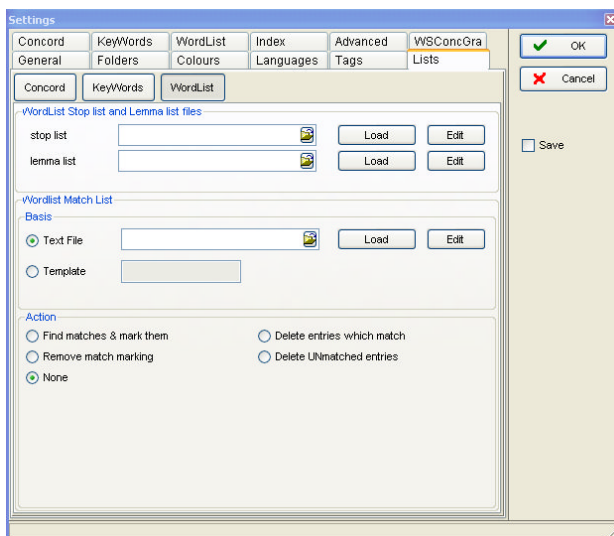 Settings
Concord KeyWords WordList Index Advanced WSConcGra
General Folders Colours Languages Tags Lists
OK
Cancel
Save
Concord KeyWords WordList
WordList Stop list and Lemma list files
stop list Load Edit
lemma list Load Edit
Wordlist Match List
Basis
Text File Load Edit
Template
Action
Find matches & mark them Delete entries which match
Remove match marking Delete UNmatched entries
None